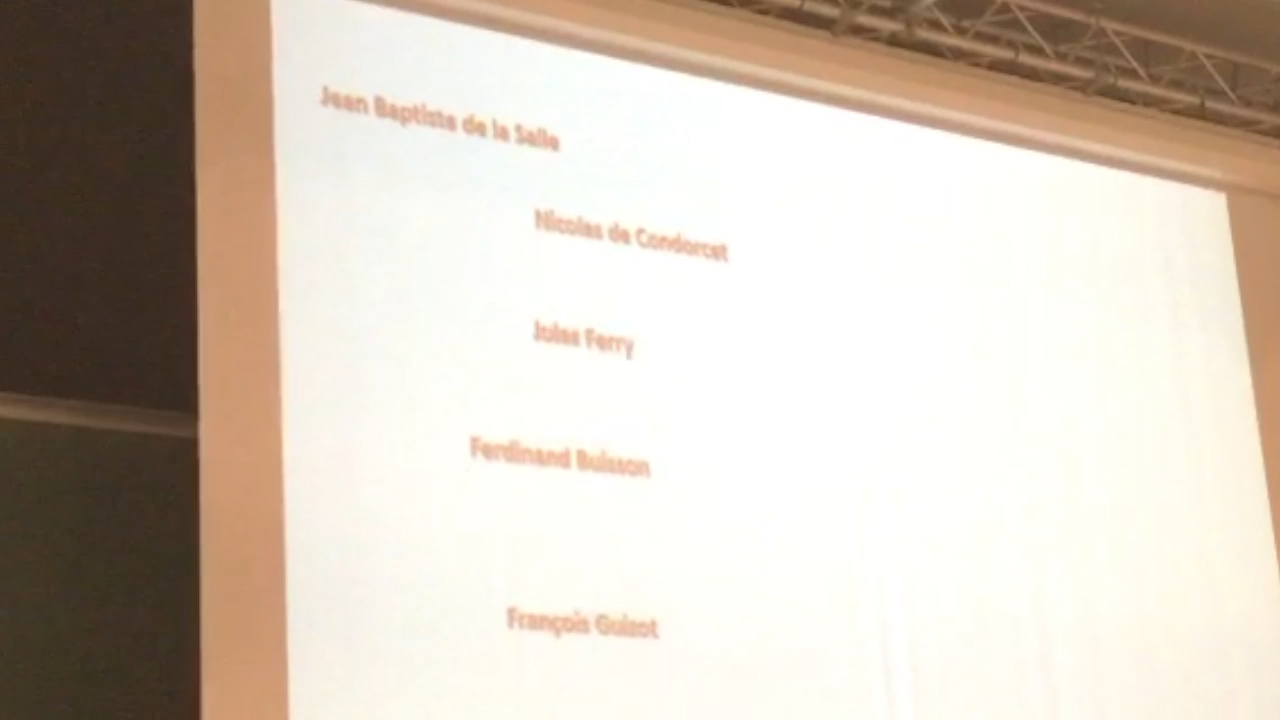 Jean Baptiste de la Salle
Nicolas de Condorcet
Jules Ferry
Ferdinand Buisson
François Guizot